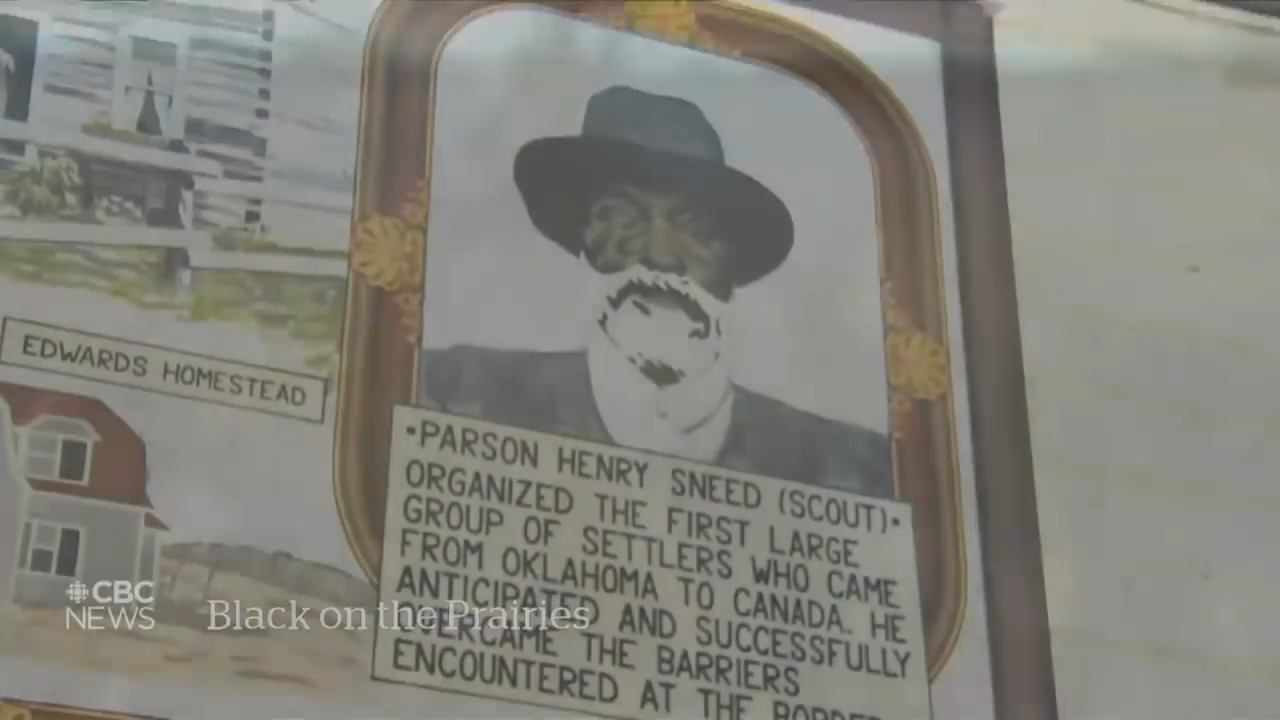 EDWARDS HOMESTEAD
•PARSON HENRY SNEED (SCOUT)•
ORGANIZED THE FIRST LARGE
GROUP OF SETTLERS WHO CAME
FROM OKLAHOMA TO CANADA. HE
ANTICIPATED AND SUCCESSFULLY
OVERCAME THE BARRIERS
ENCOUNTERED AT THE BORDER
CBC
NEWS
Black on the Prairies